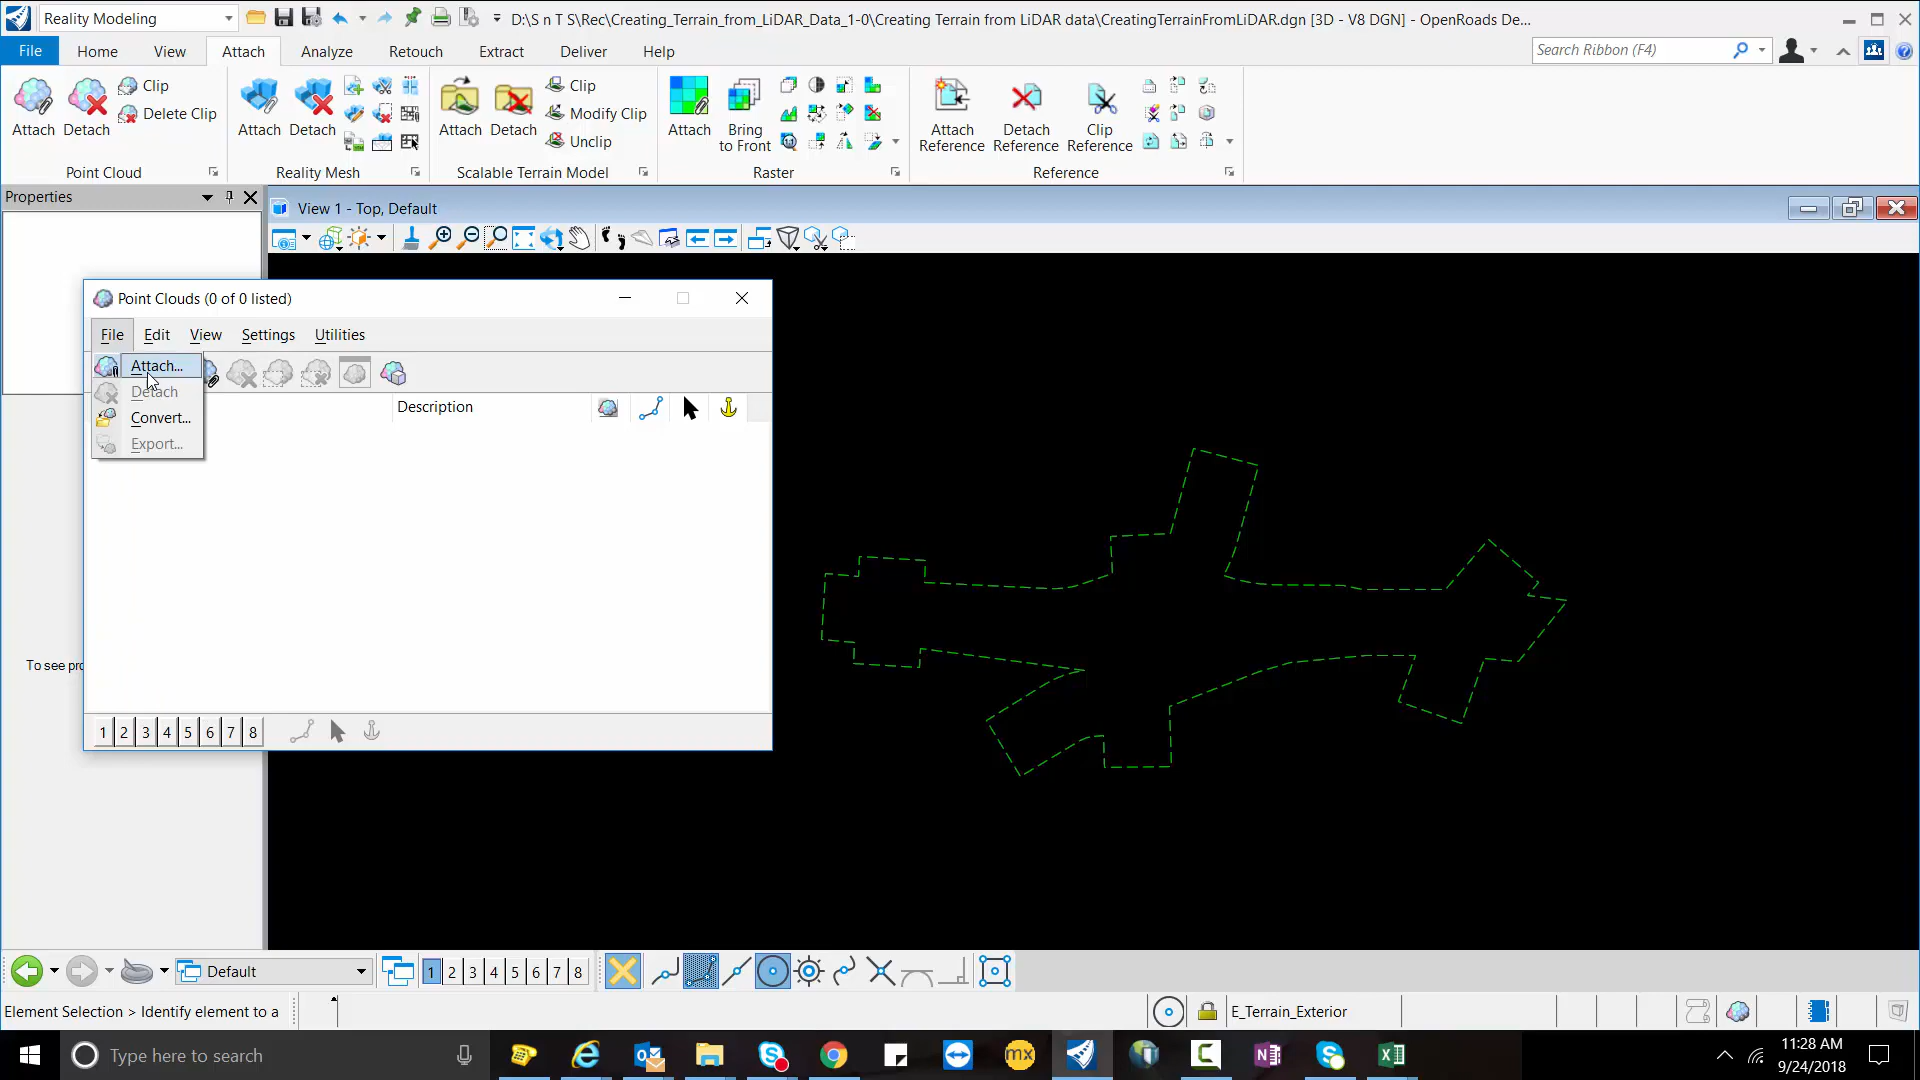 Reality Modeling
D:\S n T S\Rec\Creating_Terrain_from_LiDAR_Data_1-0\Creating Terrain from LiDAR data\CreatingTerrainFromLiDAR.dgn [3D - V8 DGN] - OpenRoads De...
File Home View Attach Analyze Retouch Extract Deliver Help
Search Ribbon (F4)
Attach Detach Clip Delete Clip
Attach Detach
Attach Detach Clip Modify Clip Unclip
Attach Bring to Front
Attach Reference Detach Reference Clip Reference
Point Cloud Reality Mesh Scalable Terrain Model Raster Reference
Properties
View 1 - Top, Default
Point Clouds (0 of 0 listed)
File Edit View Settings Utilities
Attach...
Detach
Convert...
Export...
Description
To see pro
1 2 3 4 5 6 7 8
Default
1 2 3 4 5 6 7 8
Element Selection > Identify element to a
E_Terrain_Exterior
Type here to search
mx
11:28 AM
9/24/2018